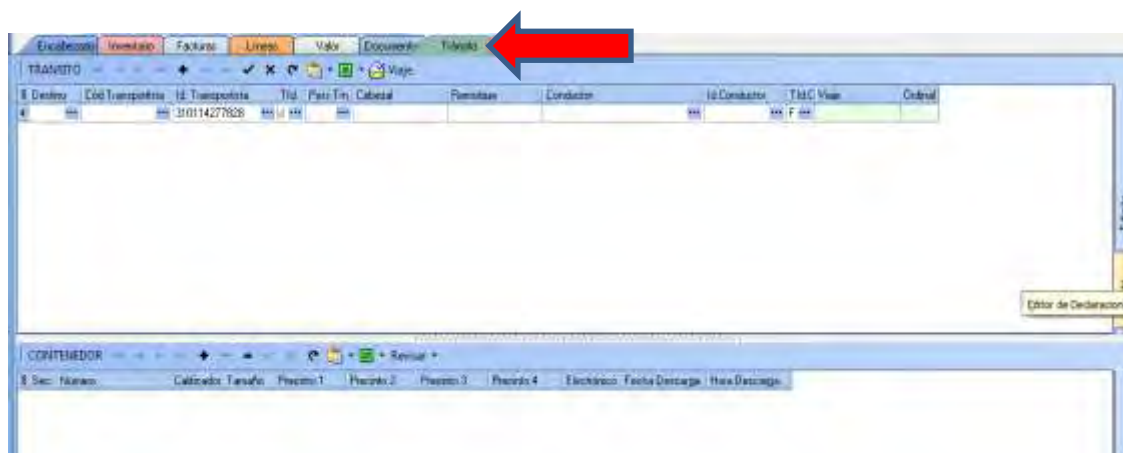 Encabezado Inventario Facturas Lineas Valor Documento Tránsito
TRANSITO Viaje
Destino Cód Transportista Id. Transportista TId. Cabezal Remolque Conductor Id Conductor TId.C Viaje Ordinal
310114277828 F
Editor de Declaracion
CONTENEDOR Revisar
Sec. Número Calificador Tamaño Precinto 1 Precinto 2 Precinto 3 Precinto 4 Electrónico Fecha Descarga Hora Descarga